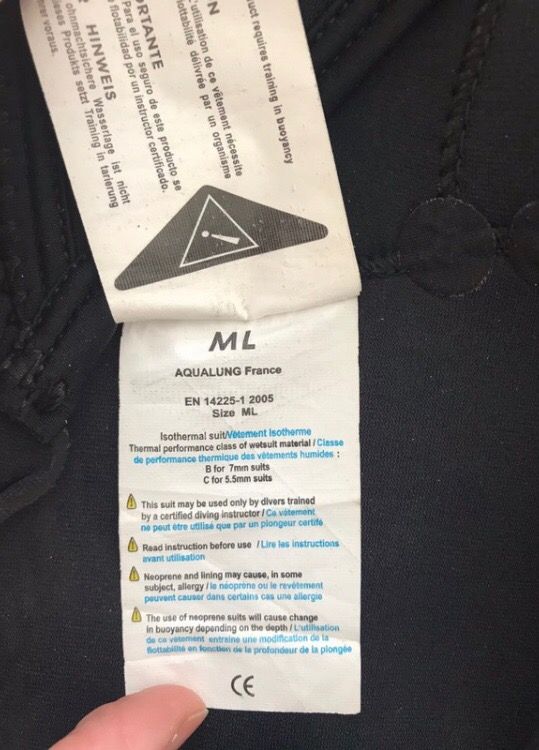 duct requires training in buoyancy
N
L'utilisation de ce vêtement nécessite
flottabilité délivrée par un organisme
PORTANTE
Para el uso seguro de este producto se
flotabilidad por un instructor certificado.
HINWEIS
ohnmachtsichere Wasserlage ist nicht
dieses Produkts setzt Training in tarierung
voraus.
ML
AQUALUNG France
EN 14225-1 2005
Size ML
Isothermal suit/Vêtement Isotherme
Thermal performance class of wetsuit material / Classe
de performance thermique des vêtements humides :
B for 7mm suits
C for 5.5mm suits
This suit may be used only by divers trained
by a certified diving instructor / Ce vêtement
ne peut être utilisé que par un plongeur certifé
Read instruction before use / Lire les instructions
avant utilisation
Neoprene and lining may cause, in some
subject, allergy / le néoprène ou le revêtement
peuvent causer dans certains cas une allergie
The use of neoprene suits will cause change
in buoyancy depending on the depth / L'utilisation
de ce vêtement entraine une modification de la
flottabilité en fonction de la profondeur de la plongée
CE